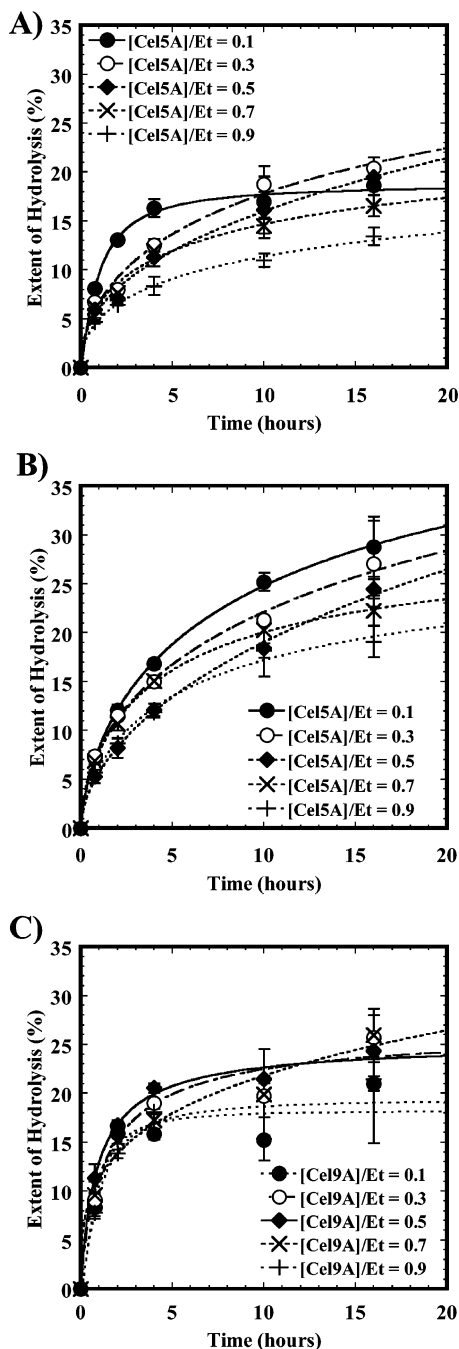 A)
35
30
25
20
15
10
5
0
Extent of Hydrolysis (%)
[Cel5A]/Et = 0.1
[Cel5A]/Et = 0.3
[Cel5A]/Et = 0.5
[Cel5A]/Et = 0.7
[Cel5A]/Et = 0.9
0 5 10 15 20
Time (hours)
B)
35
30
25
20
15
10
5
0
Extent of Hydrolysis (%)
[Cel5A]/Et = 0.1
[Cel5A]/Et = 0.3
[Cel5A]/Et = 0.5
[Cel5A]/Et = 0.7
[Cel5A]/Et = 0.9
0 5 10 15 20
Time (hours)
C)
35
30
25
20
15
10
5
0
Extent of Hydrolysis (%)
[Cel9A]/Et = 0.1
[Cel9A]/Et = 0.3
[Cel9A]/Et = 0.5
[Cel9A]/Et = 0.7
[Cel9A]/Et = 0.9
0 5 10 15 20
Time (hours)